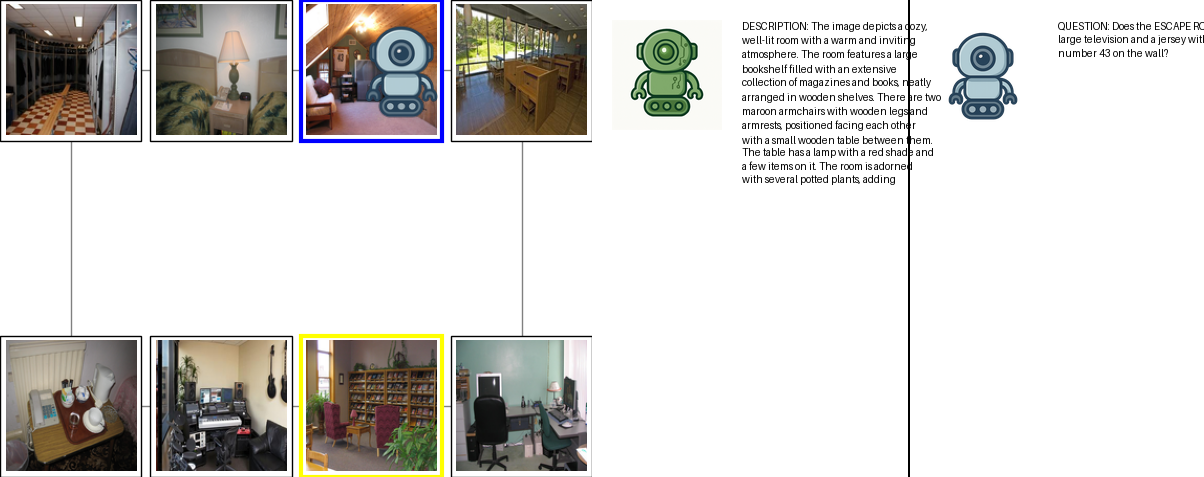 DESCRIPTION: The image depicts a cozy,
well-lit room with a warm and inviting
atmosphere. The room features a large
bookshelf filled with an extensive
collection of magazines and books, neatly
arranged in wooden shelves. There are two
maroon armchairs with wooden legs and
armrests, positioned facing each other
with a small wooden table between them.
The table has a lamp with a red shade and
a few items on it. The room is adorned
with several potted plants, adding
QUESTION: Does the ESCAPE
large television and a jersey
number 43 on the wall?